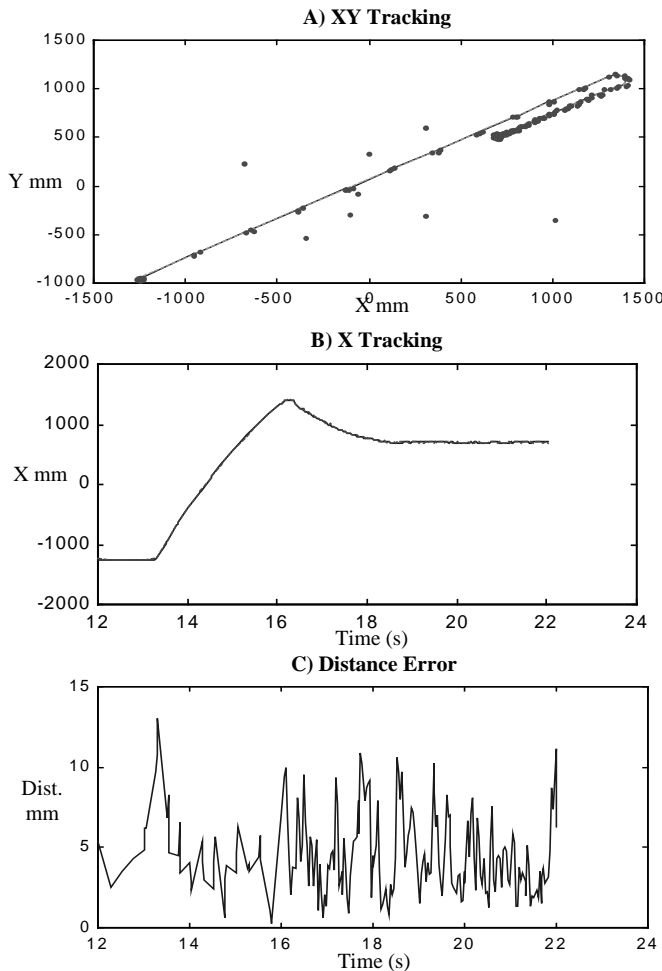 A) XY Tracking
1500
1000
500
Y mm
0
-500
-1000
-1500 -1000 -500 0 500 1000 1500
X mm
B) X Tracking
2000
1000
X mm
0
-1000
-2000
12 14 16 18 20 22 24
Time (s)
C) Distance Error
15
10
Dist.
mm
5
0
12 14 16 18 20 22 24
Time (s)